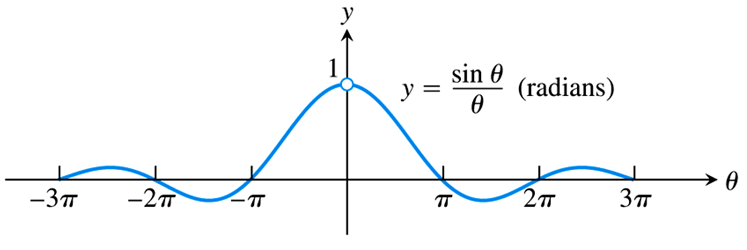 y
1
y = sin θ / θ (radians)
θ
−3π −2π −π π 2π 3π